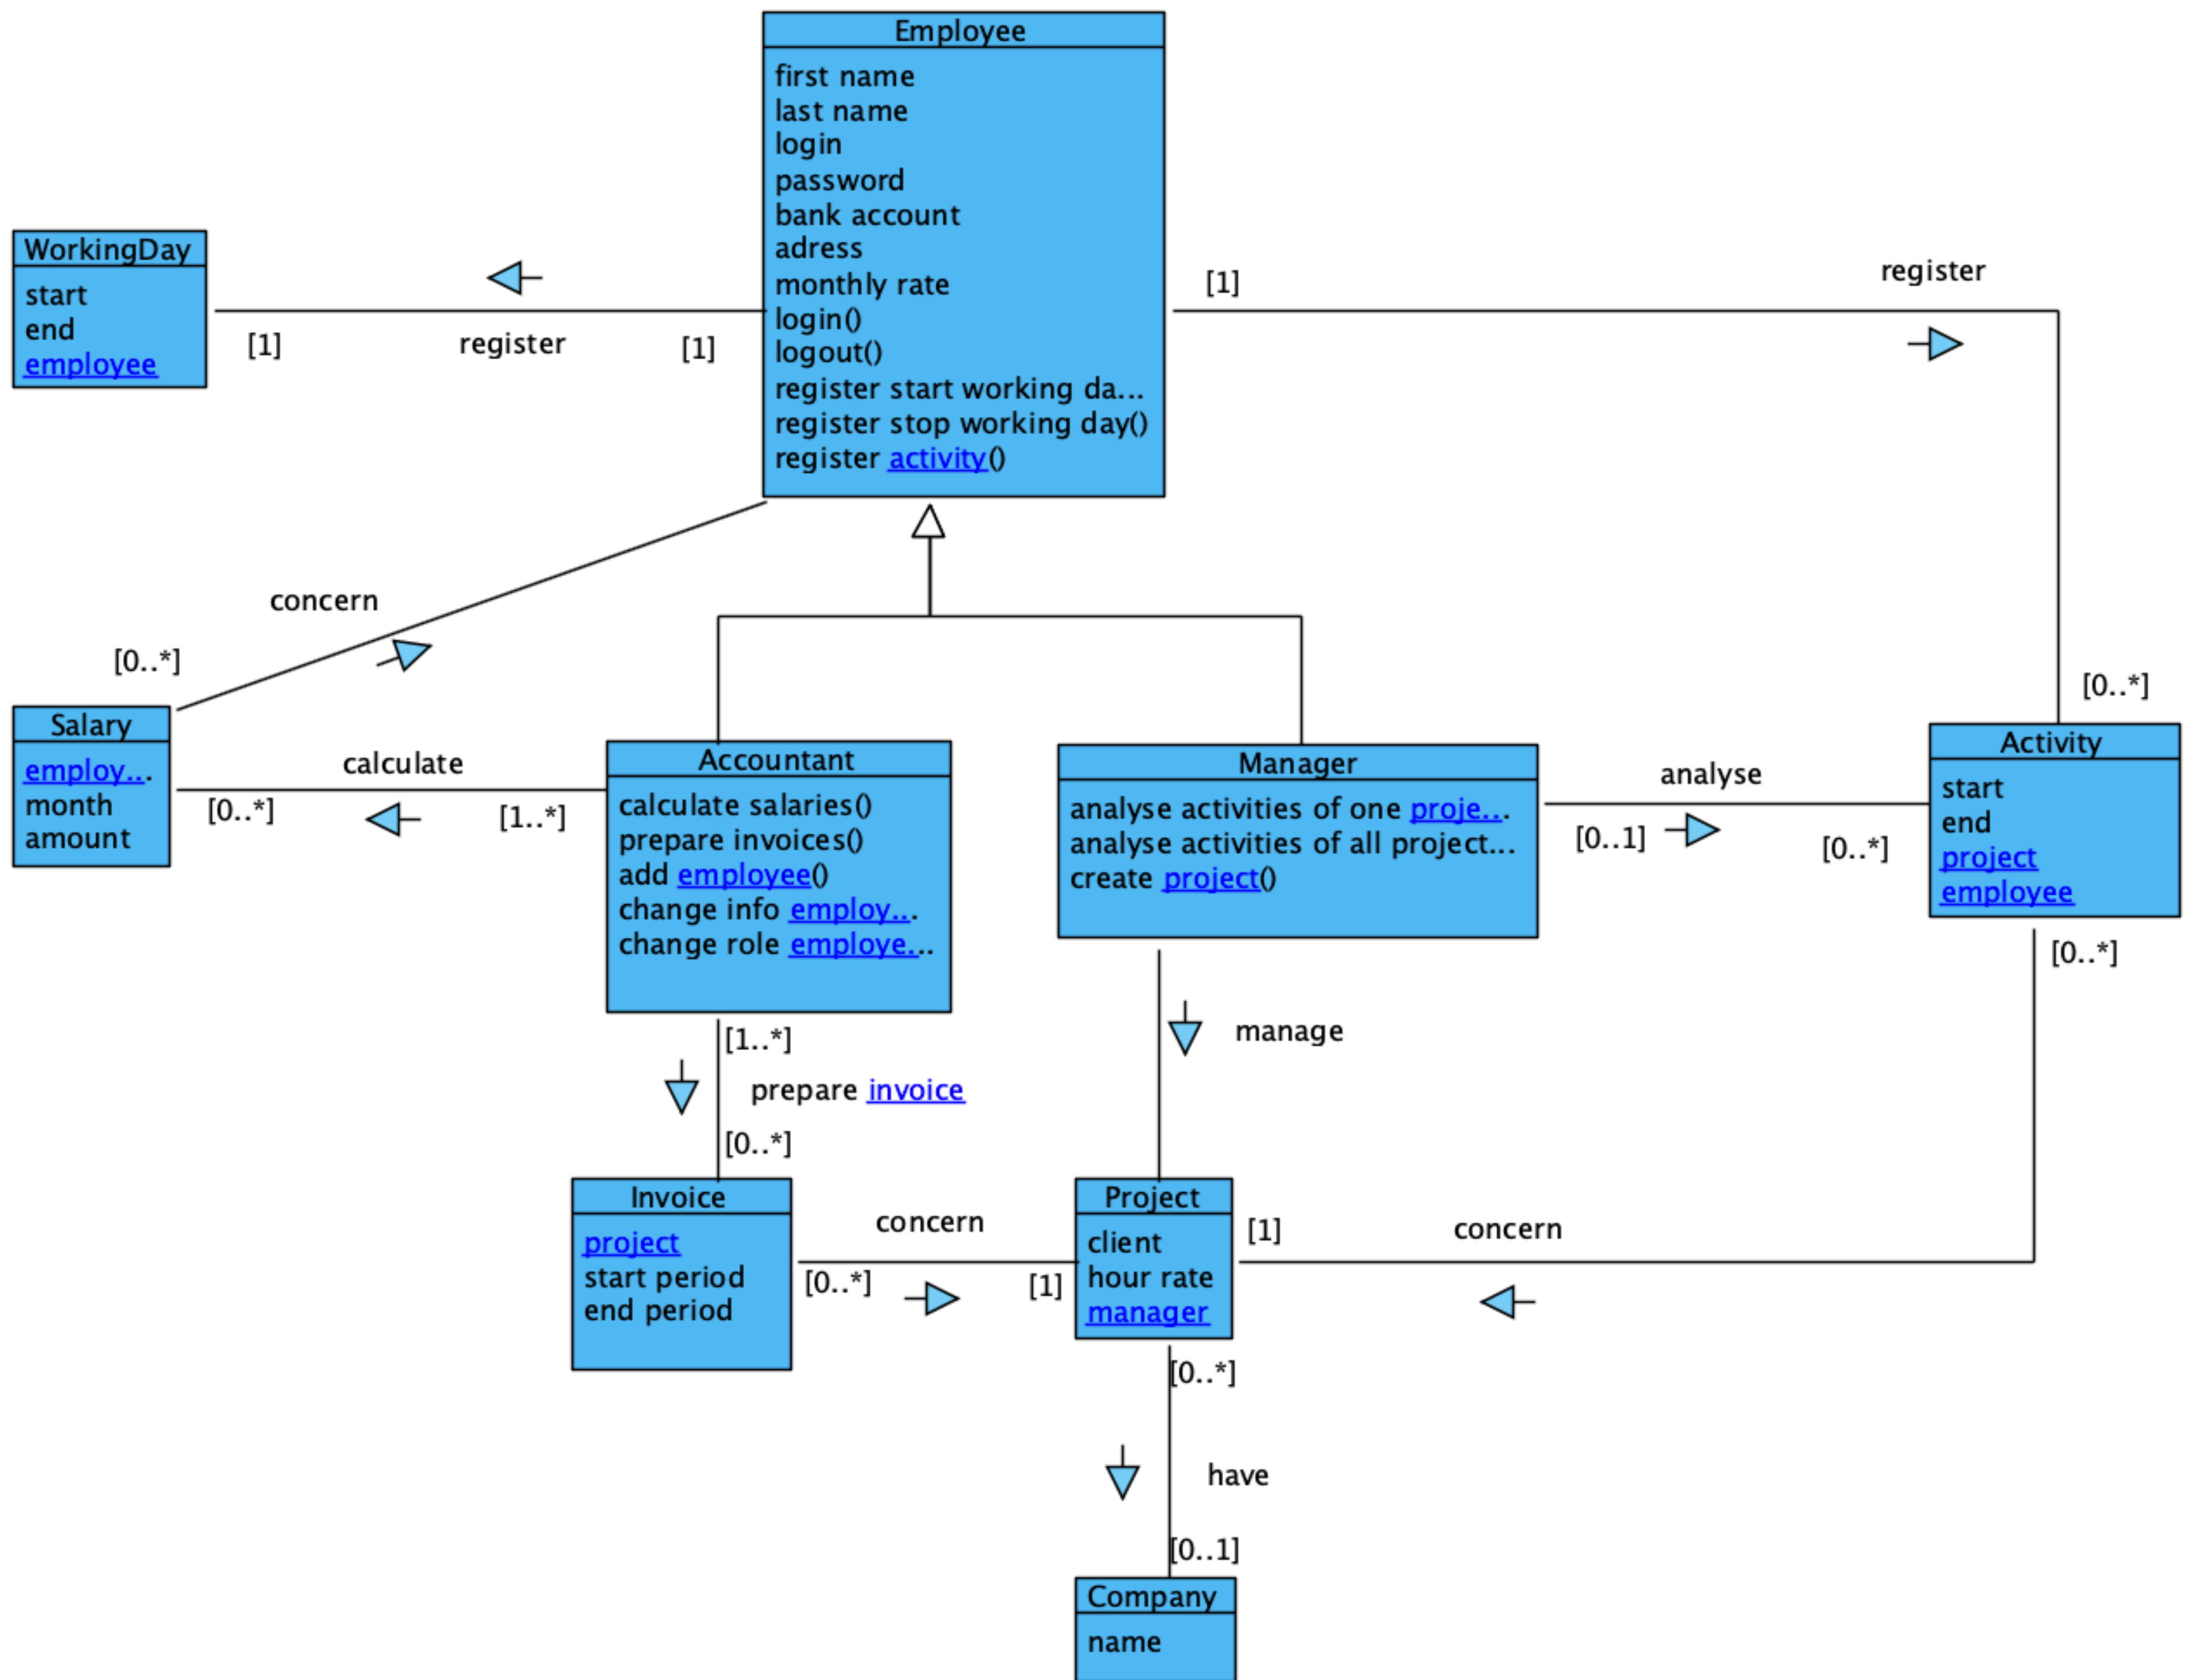 Employee
first name
last name
login
password
bank account
adress
monthly rate
login()
logout()
register start working da...
register stop working day()
register activity()
WorkingDay
start
end
employee
[1]
register
[1]
[1]
register
[0..*]
concern
[0..*]
Salary
employ...
month
amount
calculate
[0..*]
[1..*]
Accountant
calculate salaries()
prepare invoices()
add employee()
change info employ...
change role employe...
Manager
analyse activities of one proje...
analyse activities of all project...
create project()
analyse
[0..1]
[0..*]
Activity
start
end
project
employee
[0..*]
[1..*]
prepare invoice
[0..*]
manage
Invoice
project
start period
end period
concern
[0..*]
[1]
Project
client
hour rate
manager
[1]
concern
[0..*]
have
[0..1]
Company
name